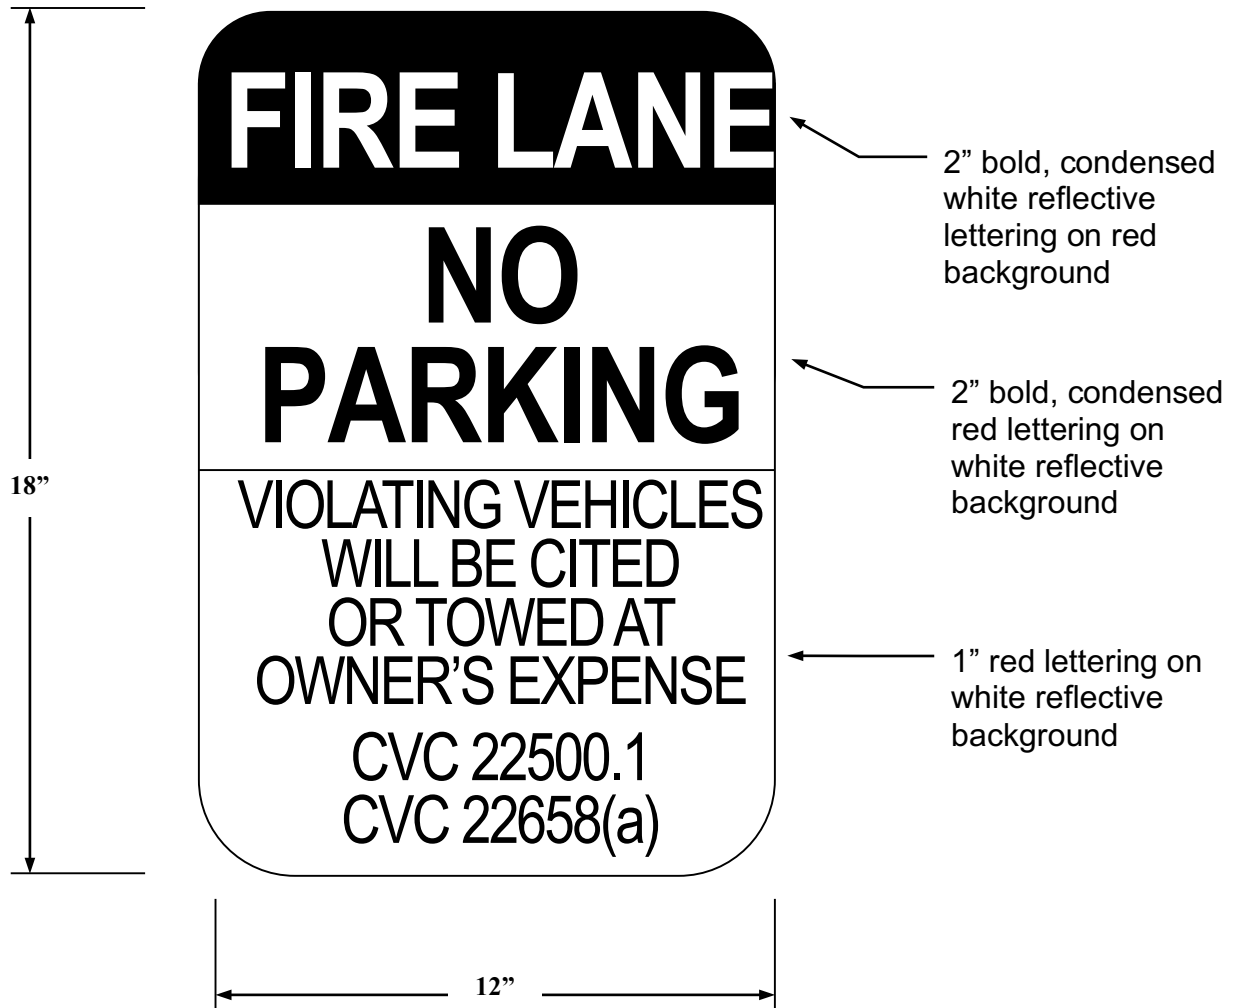 FIRE LANE
NO
PARKING
VIOLATING VEHICLES
WILL BE CITED
OR TOWED AT
OWNER’S EXPENSE
CVC 22500.1
CVC 22658(a)
18”
12”
2” bold, condensed
white reflective
lettering on red
background
2” bold, condensed
red lettering on
white reflective
background
1” red lettering on
white reflective
background